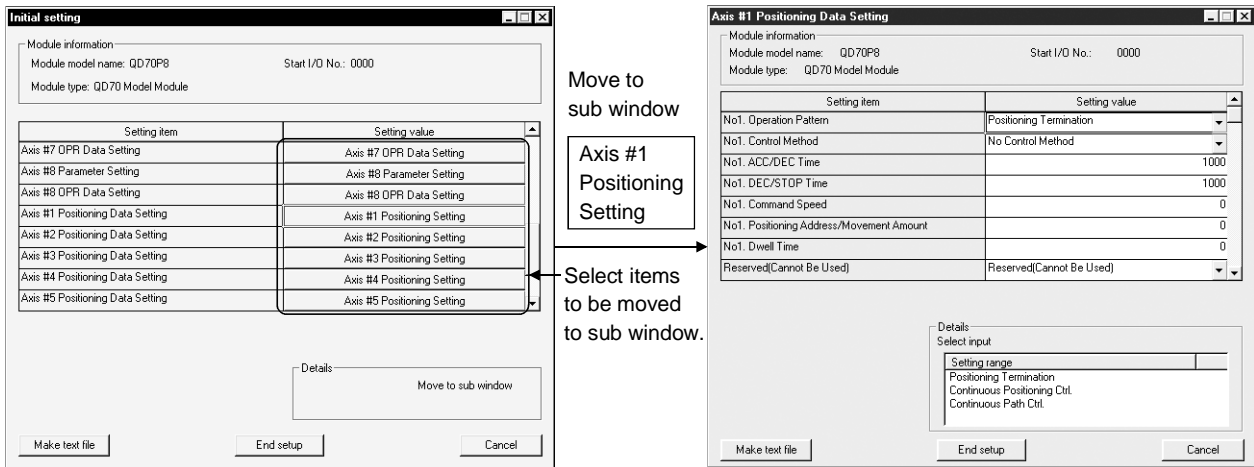 Initial setting
Module information
Module model name: QD70P8 Start I/O No.: 0000
Module type: QD70 Model Module
Setting item Setting value
Axis #7 OPR Data Setting Axis #7 OPR Data Setting
Axis #8 Parameter Setting Axis #8 Parameter Setting
Axis #8 OPR Data Setting Axis #8 OPR Data Setting
Axis #1 Positioning Data Setting Axis #1 Positioning Setting
Axis #2 Positioning Data Setting Axis #2 Positioning Setting
Axis #3 Positioning Data Setting Axis #3 Positioning Setting
Axis #4 Positioning Data Setting Axis #4 Positioning Setting
Axis #5 Positioning Data Setting Axis #5 Positioning Setting
Details
Move to sub window
Make text file End setup Cancel
Move to
sub window
Axis #1
Positioning
Setting
Select items
to be moved
to sub window.
Axis #1 Positioning Data Setting
Module information
Module model name: QD70P8 Start I/O No.: 0000
Module type: QD70 Model Module
Setting item Setting value
No1. Operation Pattern Positioning Termination
No1. Control Method No Control Method
No1. ACC/DEC Time 1000
No1. DEC/STOP Time 1000
No1. Command Speed 0
No1. Positioning Address/Movement Amount 0
No1. Dwell Time 0
Reserved(Cannot Be Used) Reserved(Cannot Be Used)
Details
Select input
Setting range
Positioning Termination
Continuous Positioning Ctrl.
Continuous Path Ctrl.
Make text file End setup Cancel